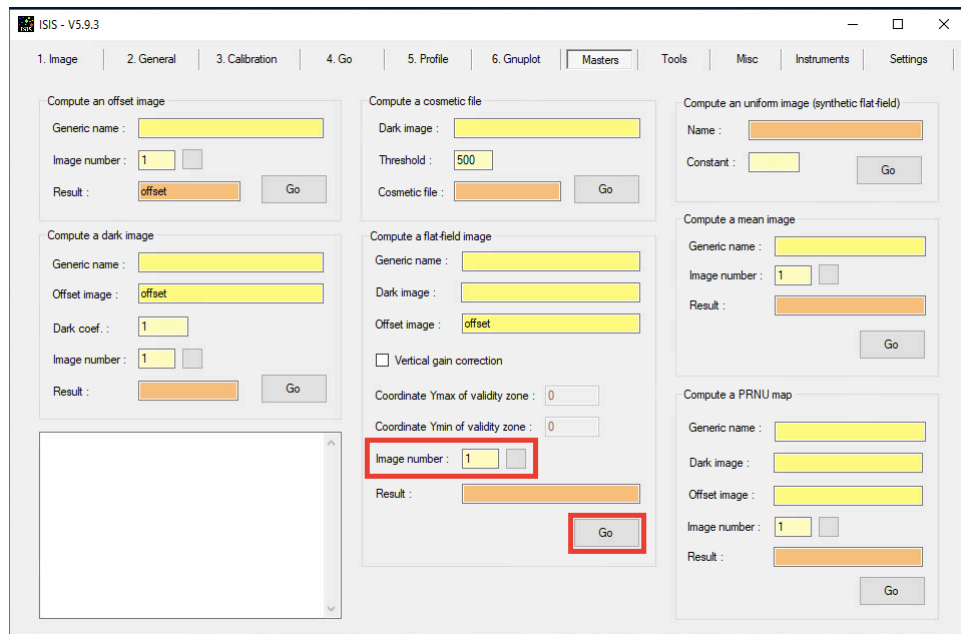 ISIS - V5.9.3
1. Image 2. General 3. Calibration 4. Go 5. Profile 6. Gnuplot Masters Tools Misc Instruments Settings
Compute an offset image
Generic name :
Image number : 1
Result : offset Go
Compute a dark image
Generic name :
Offset image : offset
Dark coef. : 1
Image number : 1
Result : Go
Compute a cosmetic file
Dark image :
Threshold : 500
Cosmetic file : Go
Compute a flat-field image
Generic name :
Dark image :
Offset image : offset
Vertical gain correction
Coordinate Ymax of validity zone : 0
Coordinate Ymin of validity zone : 0
Image number : 1
Result :
Go
Compute an uniform image (synthetic flat-field)
Name :
Constant : Go
Compute a mean image
Generic name :
Image number : 1
Result :
Go
Compute a PRNU map
Generic name :
Dark image :
Offset image :
Image number : 1
Result :
Go